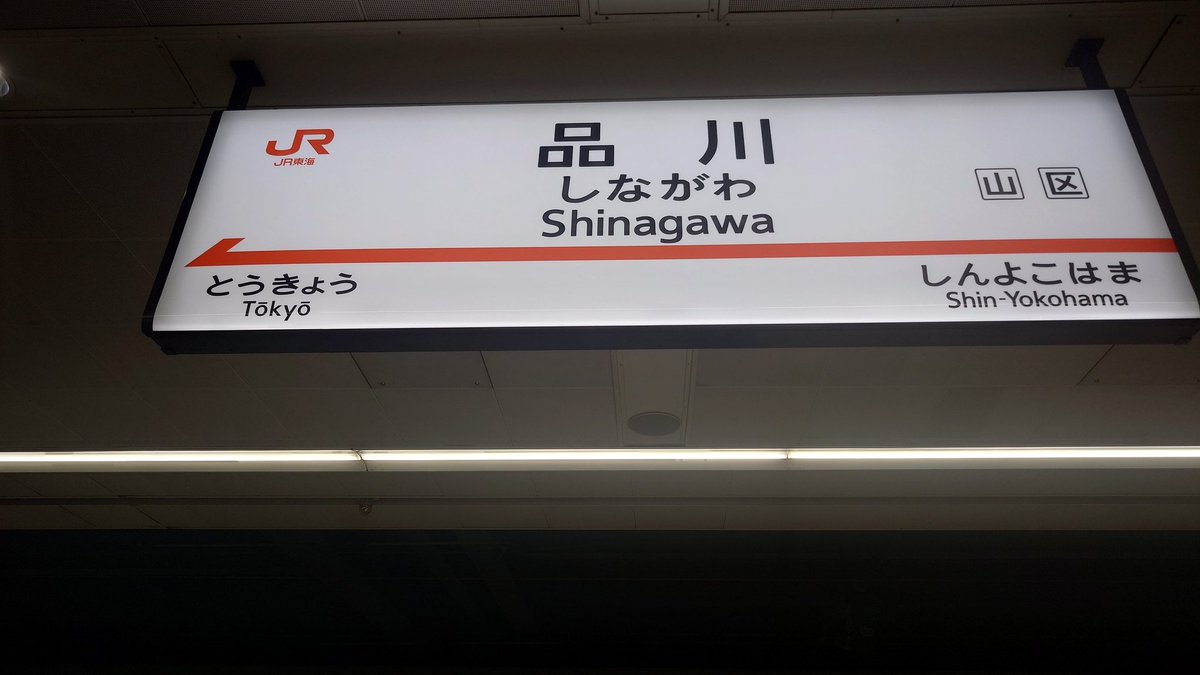 JR
JR東海
品川
しながわ
Shinagawa
山 区
とうきょう
Tōkyō
しんよこはま
Shin-Yokohama